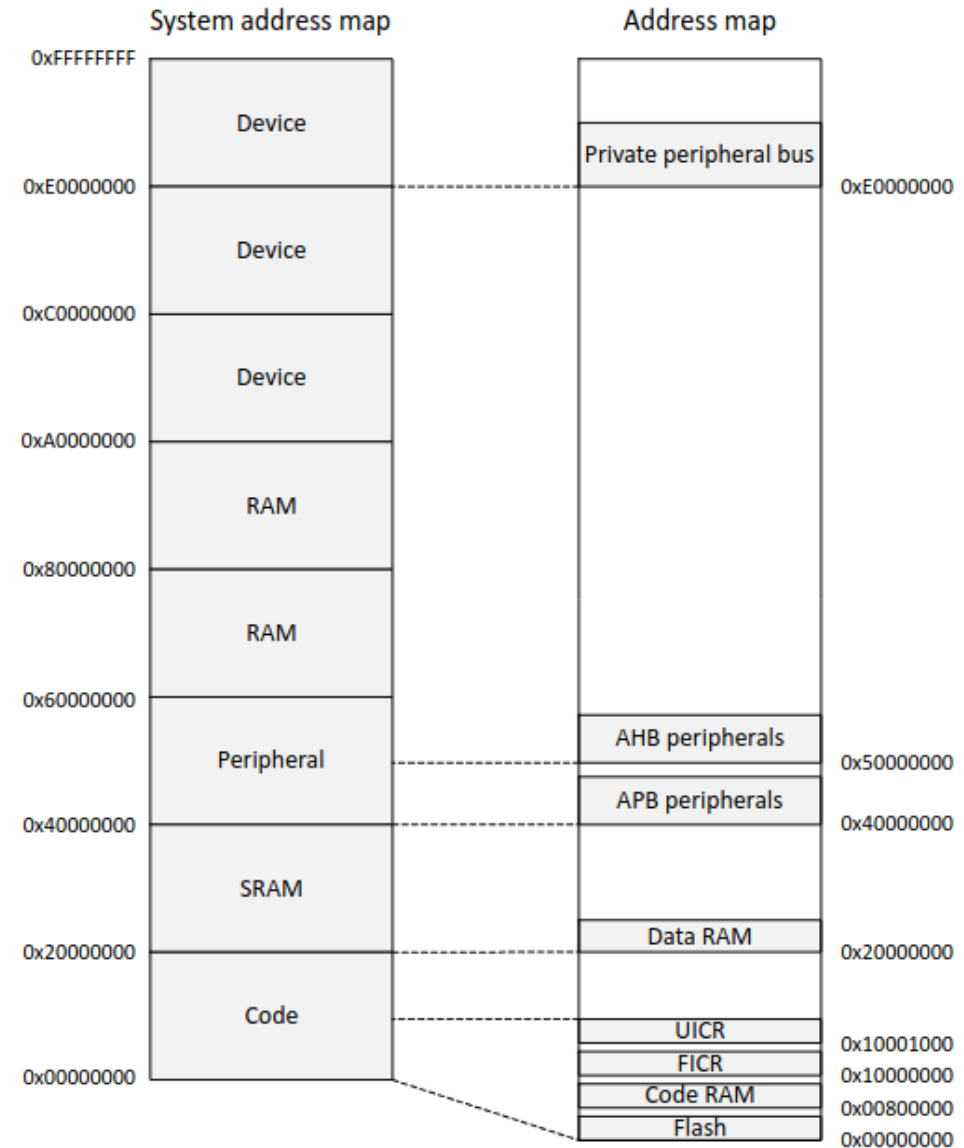 System address map
Address map
0xFFFFFFFF
Device
Private peripheral bus
0xE0000000
0xE0000000
Device
0xC0000000
Device
0xA0000000
RAM
0x80000000
RAM
0x60000000
AHB peripherals
Peripheral
0x50000000
APB peripherals
0x40000000
0x40000000
SRAM
Data RAM
0x20000000
0x20000000
Code
UICR
0x10001000
FICR
0x00000000
0x10000000
Code RAM
0x00800000
Flash
0x00000000